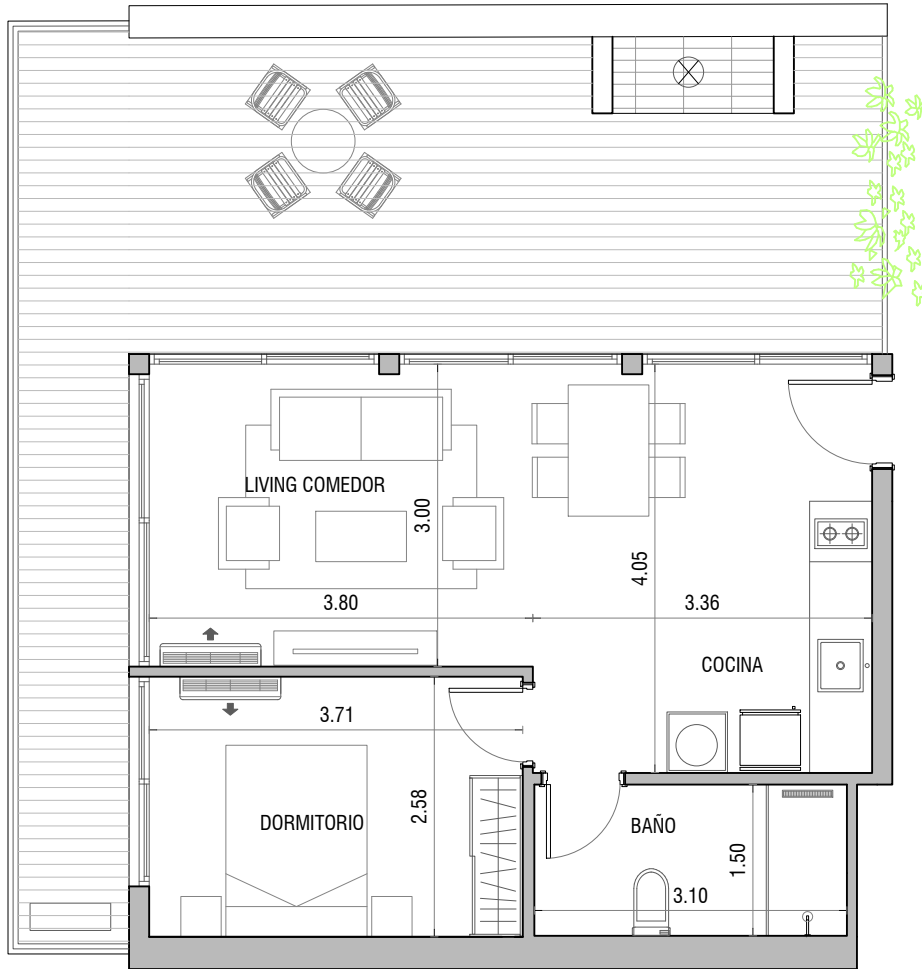 LIVING COMEDOR
3.00
4.05
3.80
3.36
COCINA
3.71
2.58
DORMITORIO
BAÑO
1.50
3.10